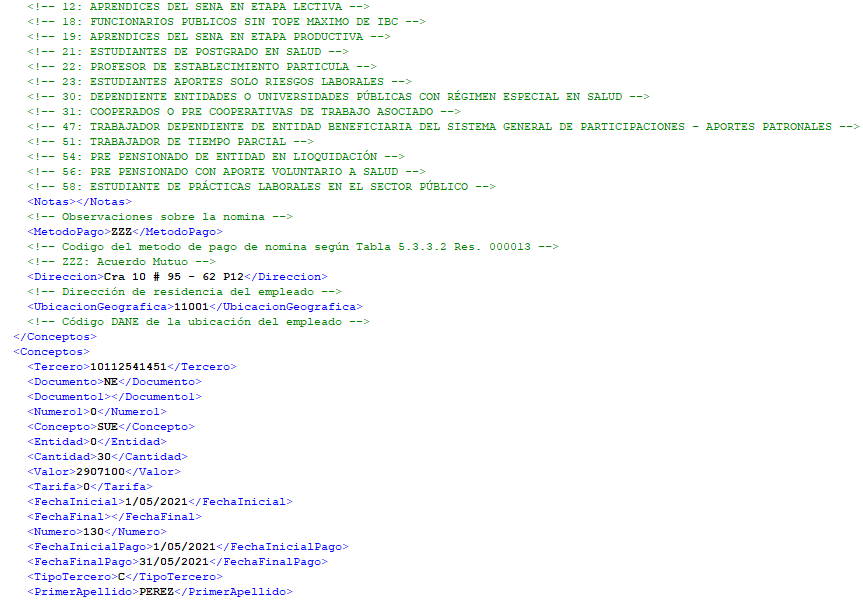 <!-- 12: APRENDICES DEL SENA EN ETAPA LECTIVA -->
<!-- 18: FUNCIONARIOS PUBLICOS SIN TOPE MAXIMO DE IBC -->
<!-- 19: APRENDICES DEL SENA EN ETAPA PRODUCTIVA -->
<!-- 21: ESTUDIANTES DE POSTGRADO EN SALUD -->
<!-- 22: PROFESOR DE ESTABLECIMIENTO PARTICULA -->
<!-- 23: ESTUDIANTES APORTES SOLO RIESGOS LABORALES -->
<!-- 30: DEPENDIENTE ENTIDADES O UNIVERSIDADES PÚBLICAS CON RÉGIMEN ESPECIAL EN SALUD -->
<!-- 31: COOPERADOS O PRE COOPERATIVAS DE TRABAJO ASOCIADO -->
<!-- 47: TRABAJADOR DEPENDIENTE DE ENTIDAD BENEFICIARIA DEL SISTEMA GENERAL DE PARTICIPACIONES - APORTES PATRONALES -->
<!-- 51: TRABAJADOR DE TIEMPO PARCIAL -->
<!-- 54: PRE PENSIONADO DE ENTIDAD EN LIOQUIDACIÓN -->
<!-- 56: PRE PENSIONADO CON APORTE VOLUNTARIO A SALUD -->
<!-- 58: ESTUDIANTE DE PRÁCTICAS LABORALES EN EL SECTOR PÚBLICO -->
<Notas></Notas>
<!-- Observaciones sobre la nomina -->
<MetodoPago>ZZZ</MetodoPago>
<!-- Codigo del metodo de pago de nomina según Tabla 5.3.3.2 Res. 000013 -->
<!-- ZZZ: Acuerdo Mutuo -->
<Direccion>Cra 10 # 95 - 62 P12</Direccion>
<!-- Dirección de residencia del empleado -->
<UbicacionGeografica>11001</UbicacionGeografica>
<!-- Código DANE de la ubicación del empleado -->
</Conceptos>
<Conceptos>
<Tercero>10112541451</Tercero>
<Documento>NE</Documento>
<Documento1></Documento1>
<Numero1>0</Numero1>
<Concepto>SUE</Concepto>
<Entidad>0</Entidad>
<Cantidad>30</Cantidad>
<Valor>2907100</Valor>
<Tarifa>0</Tarifa>
<FechaInicial>1/05/2021</FechaInicial>
<FechaFinal></FechaFinal>
<Numero>130</Numero>
<FechaInicialPago>1/05/2021</FechaInicialPago>
<FechaFinalPago>31/05/2021</FechaFinalPago>
<TipoTercero>C</TipoTercero>
<PrimerApellido>PEREZ</PrimerApellido>